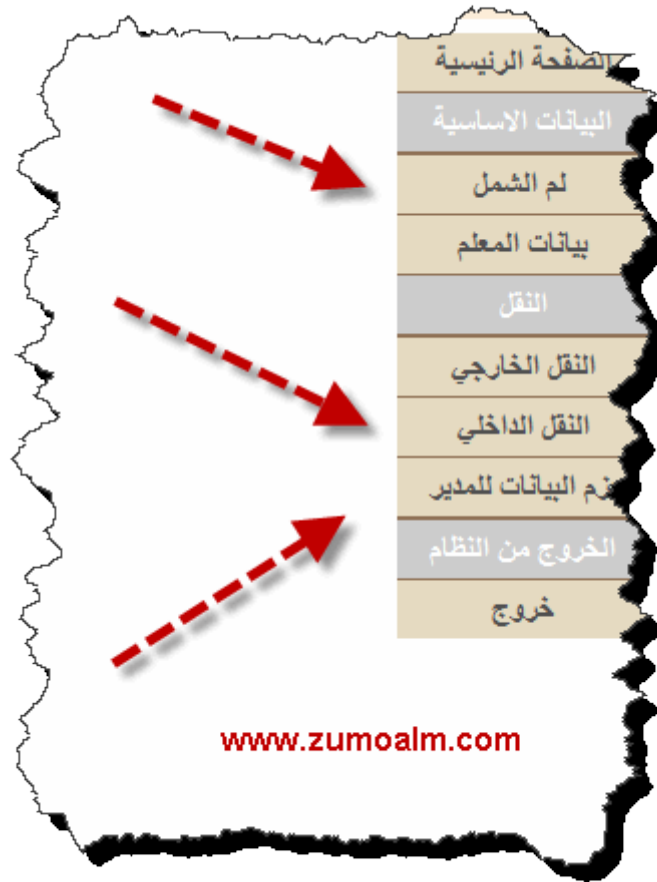 الصفحة الرئيسية
البيانات الاساسية
لم الشمل
بيانات المعلم
النقل
النقل الخارجي
النقل الداخلي
البيانات للمدير
الخروج من النظام
خروج
www.zumoalm.com